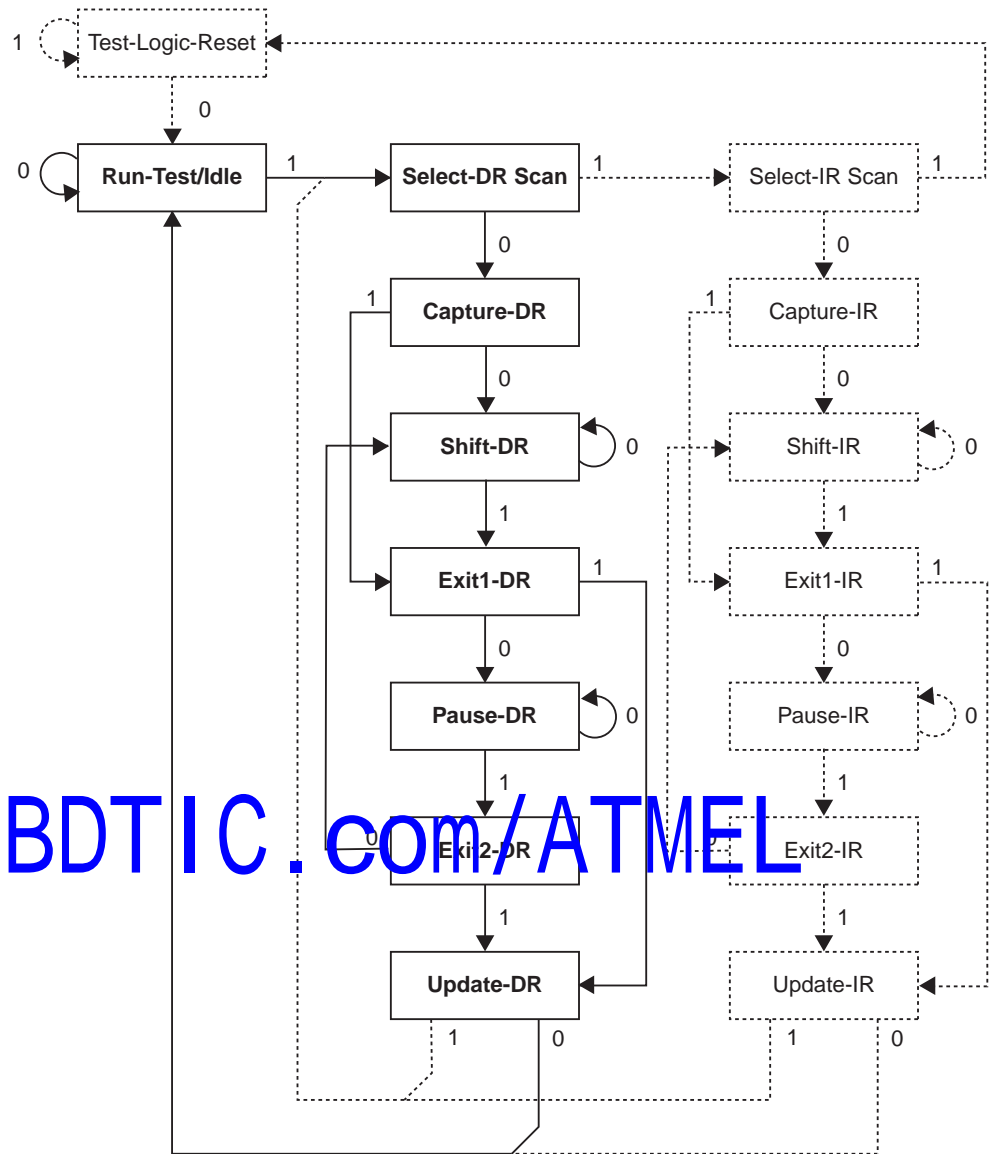 1
Test-Logic-Reset
0
0
Run-Test/Idle
1
Select-DR Scan
1
Select-IR Scan
1
0
0
1
Capture-DR
1
Capture-IR
0
0
Shift-DR
0
Shift-IR
0
1
1
Exit1-DR
1
Exit1-IR
1
0
0
Pause-DR
0
Pause-IR
0
1
1
BDTIC.com/ATMEL
0
Exit2-DR
0
Exit2-IR
1
1
Update-DR
Update-IR
1
0
1
0